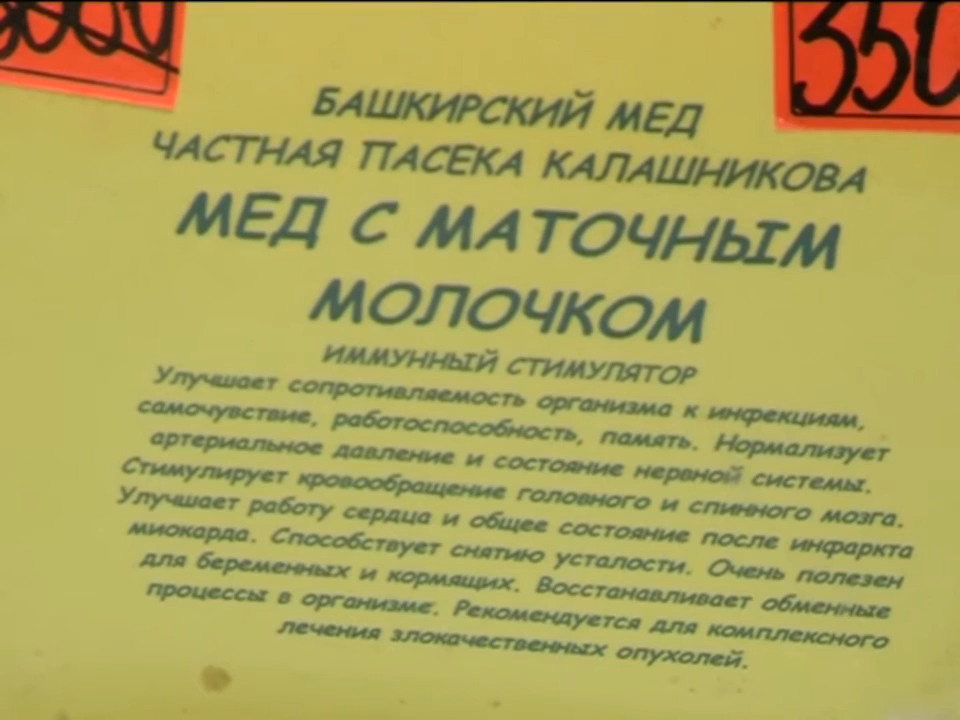 БАШКИРСКИЙ МЕД
ЧАСТНАЯ ПАСЕКА КАЛАШНИКОВА
МЕД С МАТОЧНЫМ
МОЛОЧКОМ
ИММУННЫЙ СТИМУЛЯТОР
Улучшает сопротивляемость организма к инфекциям,
самочувствие, работоспособность, память. Нормализует
артериальное давление и состояние нервной системы.
Стимулирует кровообращение головного и спинного мозга.
Улучшает работу сердца и общее состояние после инфаркта
миокарда. Способствует снятию усталости. Очень полезен
для беременных и кормящих. Восстанавливает обменные
процессы в организме. Рекомендуется для комплексного
лечения злокачественных опухолей.